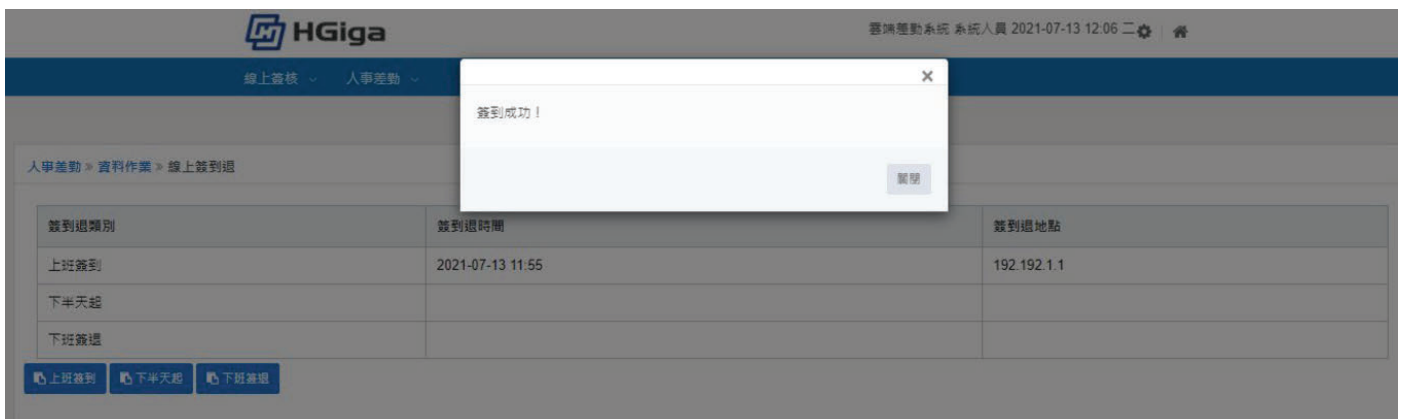 HGiga
雲端差勤系統 系統人員 2021-07-13 12:06 二
線上簽核 人事差勤
×
簽到成功！
關閉
人事差勤 » 資料作業 » 線上簽到退
簽到退類別 簽到退時間 簽到退地點
上班簽到 2021-07-13 11:55 192.192.1.1
下半天起
下班簽退
上班簽到 下半天起 下班簽退